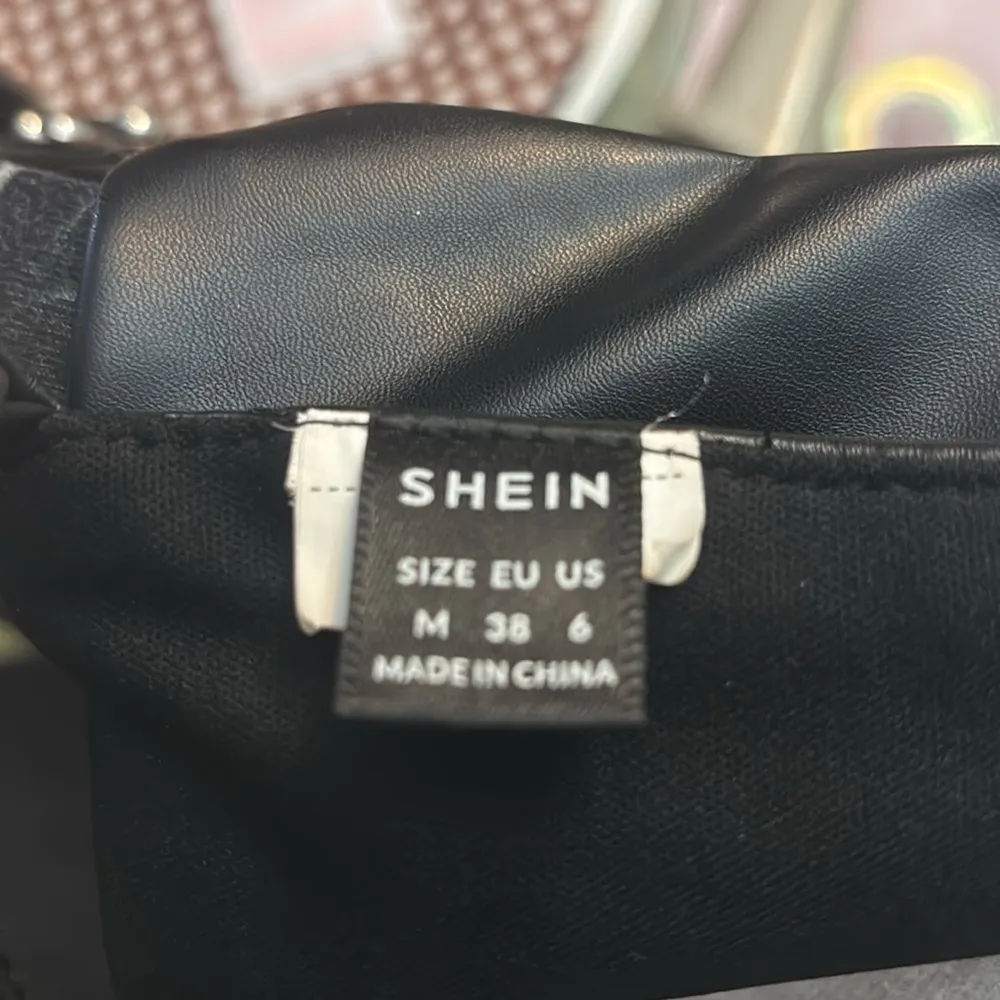 SHEIN
SIZE EU US
M 38 6
MADE IN CHINA